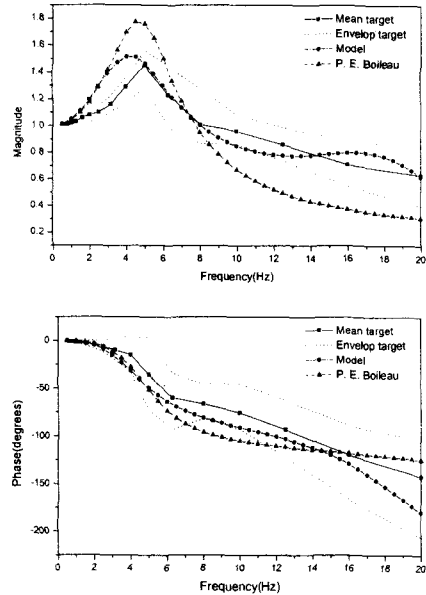 Mean target
Envelop target
Model
P. E. Boileau
1.8
1.6
1.4
1.2
1.0
0.8
0.6
0.4
0.2
Magnitude
0 2 4 6 8 10 12 14 16 18 20
Frequency(Hz)
Mean target
Envelop target
Model
P. E. Boileau
0
-50
-100
-150
-200
Phase(degrees)
0 2 4 6 8 10 12 14 16 18 20
Frequency(Hz)